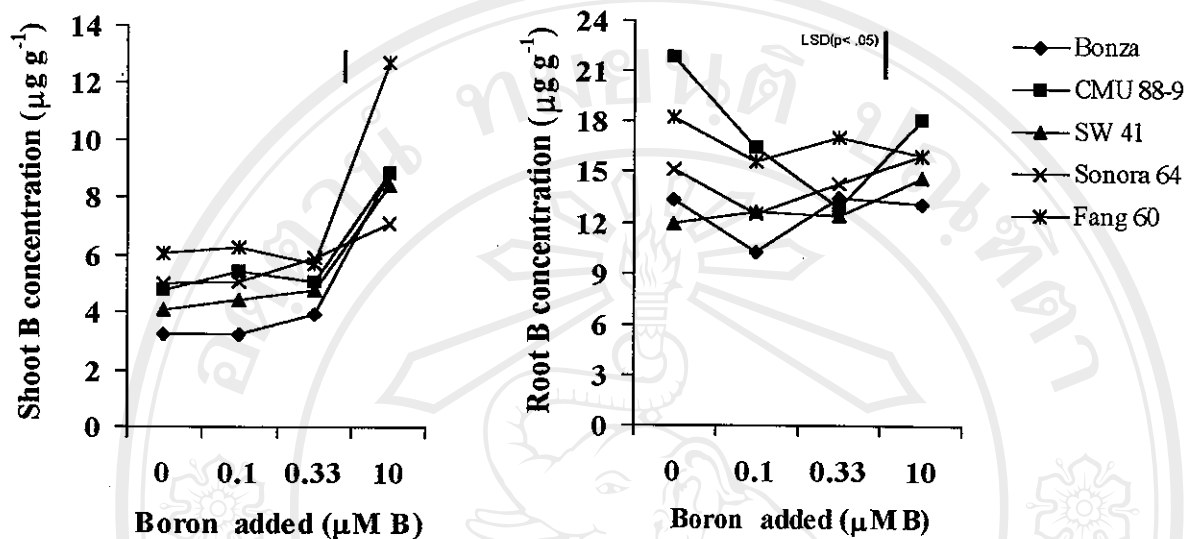 Shoot B concentration (µg g⁻¹)
14
12
10
8
6
4
2
0
0 0.1 0.33 10
Boron added (µM B)
Root B concentration (µg g⁻¹)
24
21
18
15
12
9
6
3
0
LSD(p< .05)
0 0.1 0.33 10
Boron added (µM B)
Bonza
CMU 88-9
SW 41
Sonora 64
Fang 60